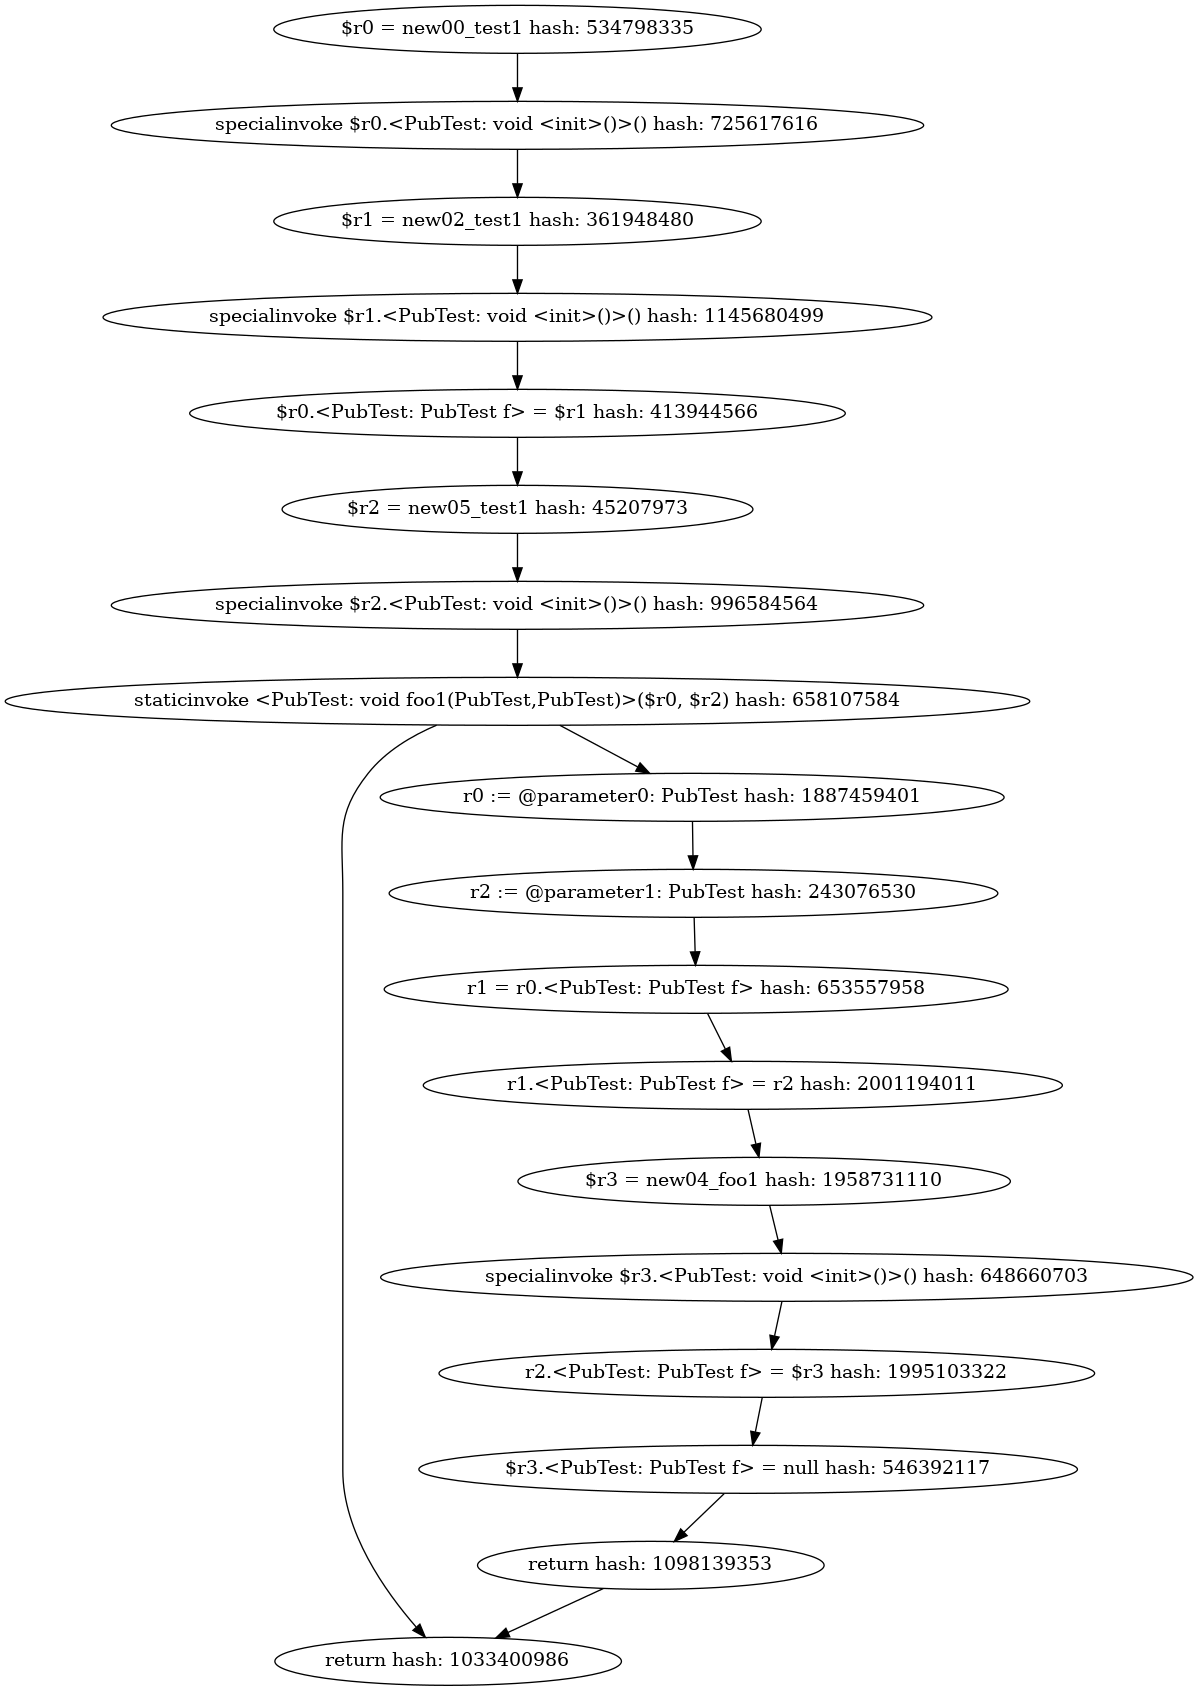 $r0 = new00_test1 hash: 534798335
specialinvoke $r0.<PubTest: void <init>()>() hash: 725617616
$r1 = new02_test1 hash: 361948480
specialinvoke $r1.<PubTest: void <init>()>() hash: 1145680499
$r0.<PubTest: PubTest f> = $r1 hash: 413944566
$r2 = new05_test1 hash: 45207973
specialinvoke $r2.<PubTest: void <init>()>() hash: 996584564
staticinvoke <PubTest: void foo1(PubTest,PubTest)>($r0, $r2) hash: 658107584
r0 := @parameter0: PubTest hash: 1887459401
r2 := @parameter1: PubTest hash: 243076530
r1 = r0.<PubTest: PubTest f> hash: 653557958
r1.<PubTest: PubTest f> = r2 hash: 2001194011
$r3 = new04_foo1 hash: 1958731110
specialinvoke $r3.<PubTest: void <init>()>() hash: 648660703
r2.<PubTest: PubTest f> = $r3 hash: 1995103322
$r3.<PubTest: PubTest f> = null hash: 546392117
return hash: 1098139353
return hash: 1033400986